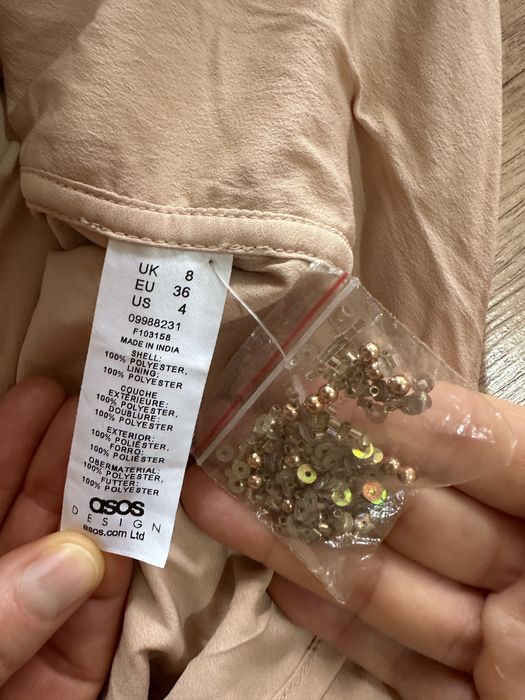 UK 8
EU 36
US 4
09988231
F103158
MADE IN INDIA
SHELL:
100% POLYESTER,
LINING:
100% POLYESTER
COUCHE
EXTÉRIEURE:
100% POLYESTER,
DOUBLURE:
100% POLYESTER
EXTERIOR:
100% POLIÉSTER,
FORRO:
100% POLIÉSTER
OBERMATERIAL:
100% POLYESTER,
FUTTER:
100% POLYESTER
asos
DESIGN
asos.com Ltd